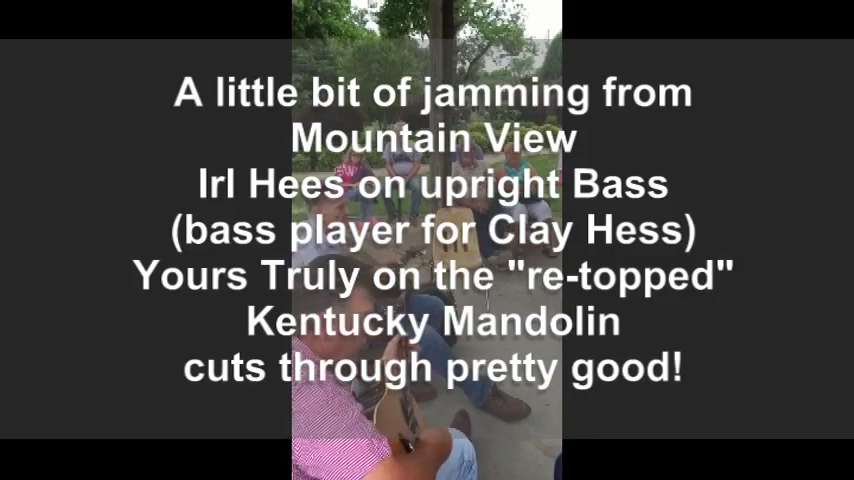 A little bit of jamming from
Mountain View
Irl Hees on upright Bass
(bass player for Clay Hess)
Yours Truly on the "re-topped"
Kentucky Mandolin
cuts through pretty good!